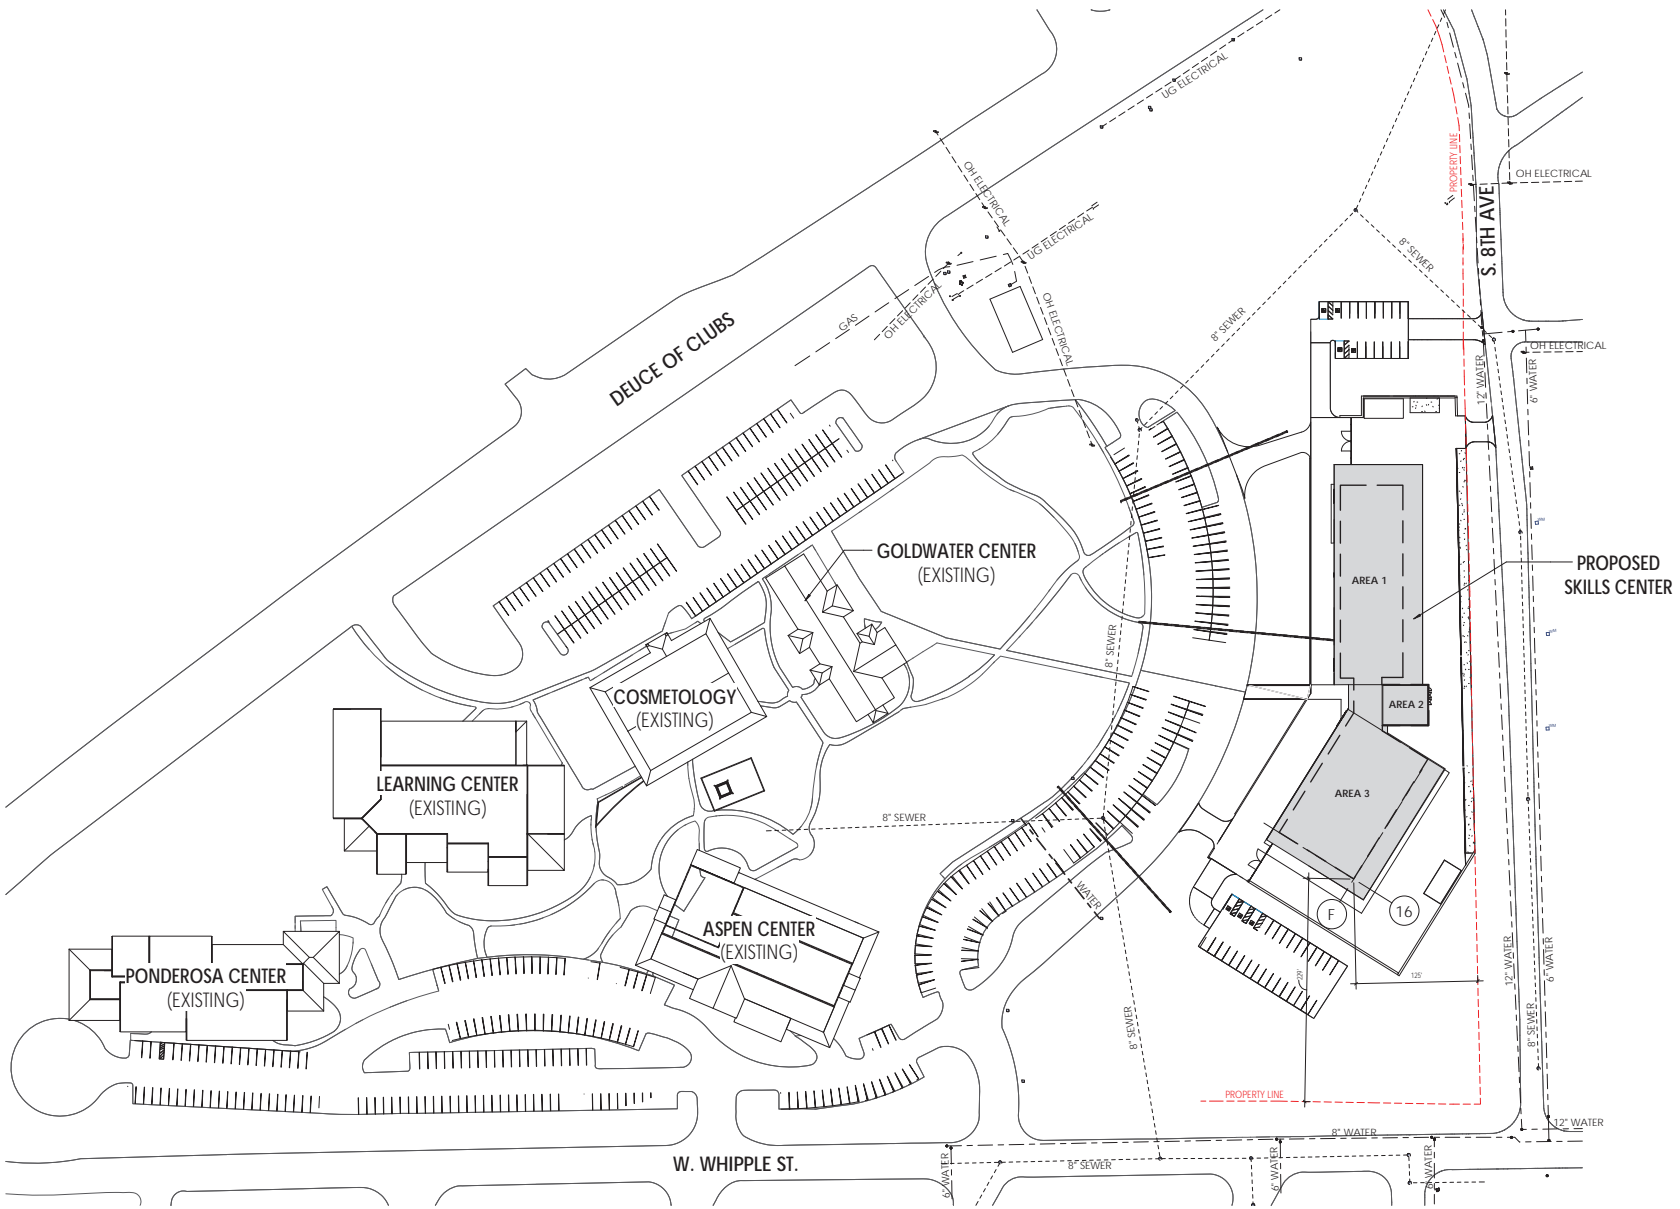 UG ELECTRICAL
OH ELECTRICAL
PROPERTY LINE
OH ELECTRICAL
S. 8TH AVE
UG ELECTRICAL
8" SEWER
OH ELECTRICAL
GAS
OH ELECTRICAL
8" SEWER
DEUCE OF CLUBS
OH ELECTRICAL
12" WATER
6" WATER
GOLDWATER CENTER
(EXISTING)
AREA 1
PROPOSED
SKILLS CENTER
8" SEWER
COSMETOLOGY
(EXISTING)
AREA 2
LEARNING CENTER
(EXISTING)
AREA 3
8" SEWER
WATER
F
16
ASPEN CENTER
(EXISTING)
PONDEROSA CENTER
(EXISTING)
125'
12" WATER
6" WATER
8" SEWER
8" SEWER
PROPERTY LINE
12" WATER
8" WATER
W. WHIPPLE ST.
6" WATER
8" SEWER
6" WATER
6" WATER